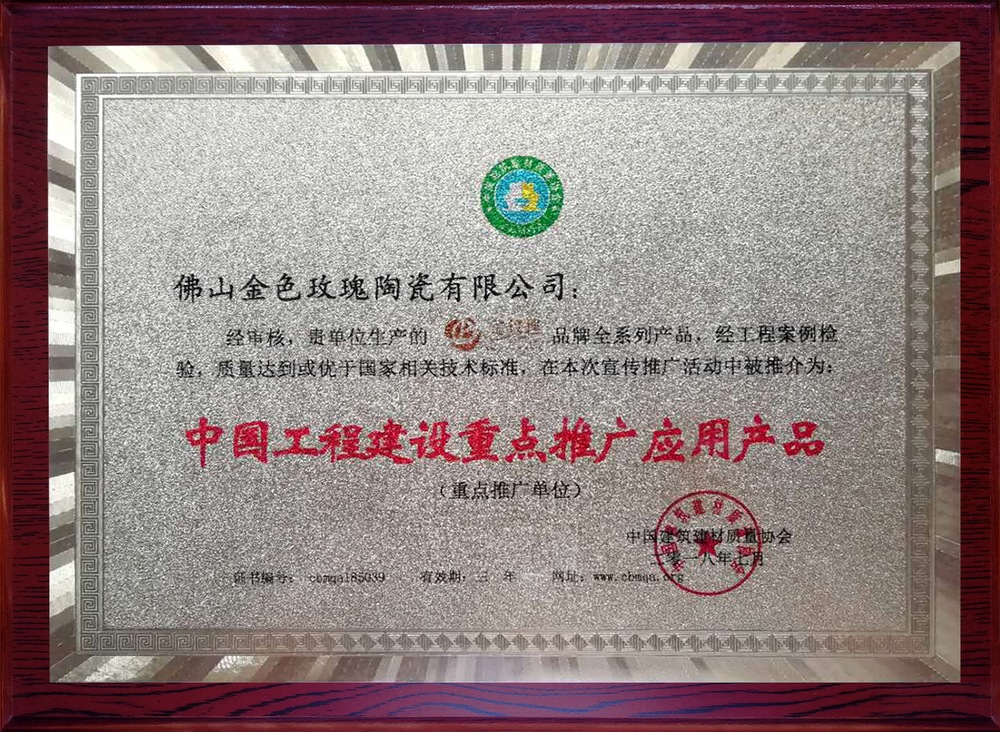 佛山金色玫瑰陶瓷有限公司：
经审核，贵单位生产的 品牌全系列产品，经工程案例检
验，质量达到或优于国家相关技术标准，在本次宣传推广活动中被推介为：
中国工程建设重点推广应用产品
（重点推广单位）
中国建筑建材质量协会
二零一八年七月
证书编号：cbmqa185039 有效期：三 年 网址：www.cbmqa.org